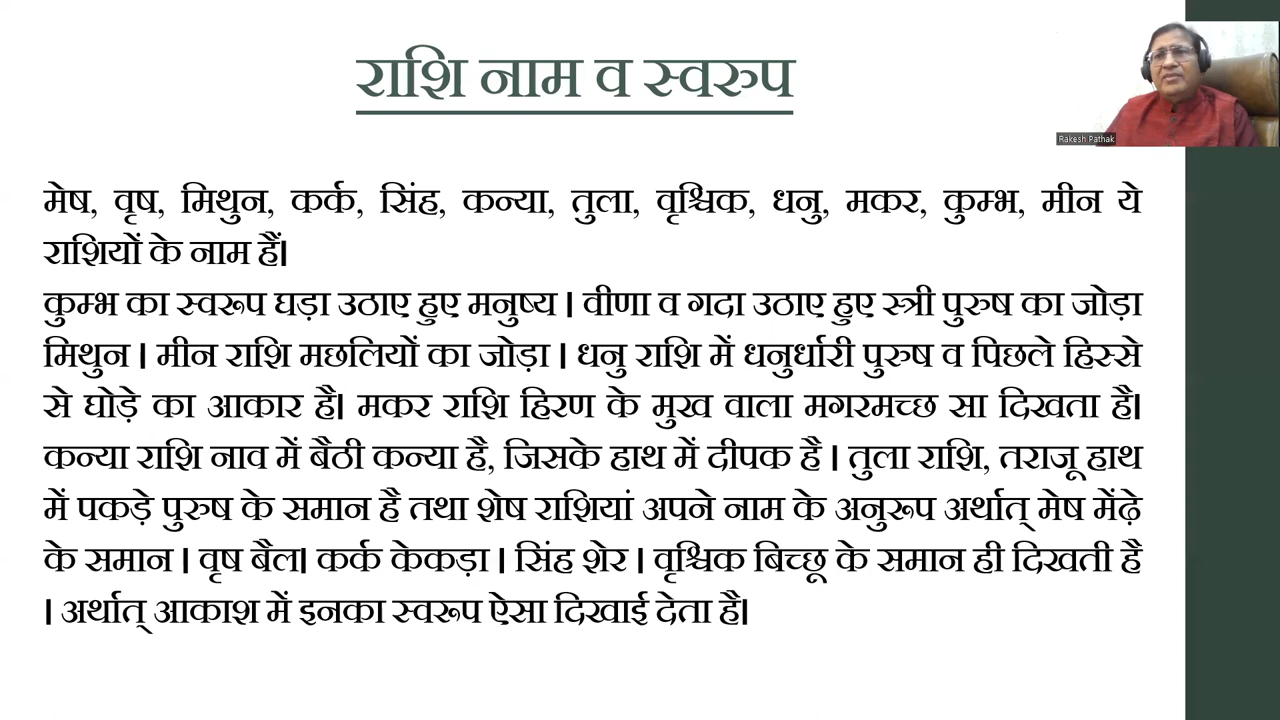 राशि नाम व स्वरुप
Rakesh Pathak
मेष, वृष, मिथुन, कर्क, सिंह, कन्या, तुला, वृश्चिक, धनु, मकर, कुम्भ, मीन ये
राशियों के नाम हैं।
कुम्भ का स्वरूप घड़ा उठाए हुए मनुष्य । वीणा व गदा उठाए हुए स्त्री पुरुष का जोड़ा
मिथुन । मीन राशि मछलियों का जोड़ा । धनु राशि में धनुर्धारी पुरुष व पिछले हिस्से
से घोड़े का आकार है। मकर राशि हिरण के मुख वाला मगरमच्छ सा दिखता है।
कन्या राशि नाव में बैठी कन्या है, जिसके हाथ में दीपक है । तुला राशि, तराजू हाथ
में पकड़े पुरुष के समान है तथा शेष राशियां अपने नाम के अनुरूप अर्थात् मेष मेंढ़े
के समान । वृष बैल। कर्क केकड़ा । सिंह शेर । वृश्चिक बिच्छू के समान ही दिखती है
। अर्थात् आकाश में इनका स्वरूप ऐसा दिखाई देता है।